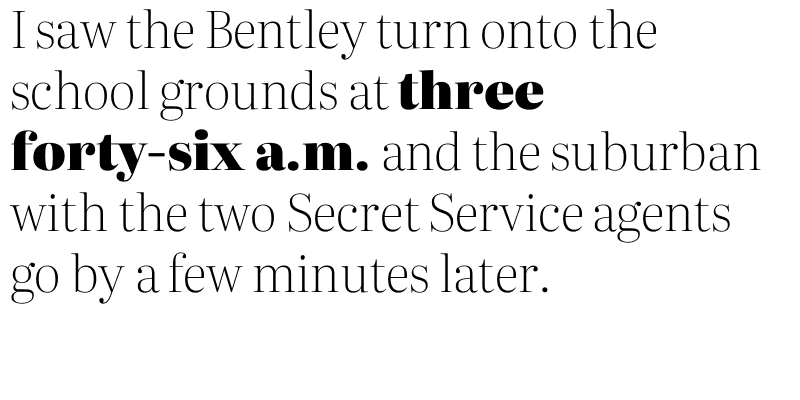 I saw the Bentley turn onto the
school grounds at three
forty-six a.m. and the suburban
with the two Secret Service agents
go by a few minutes later.